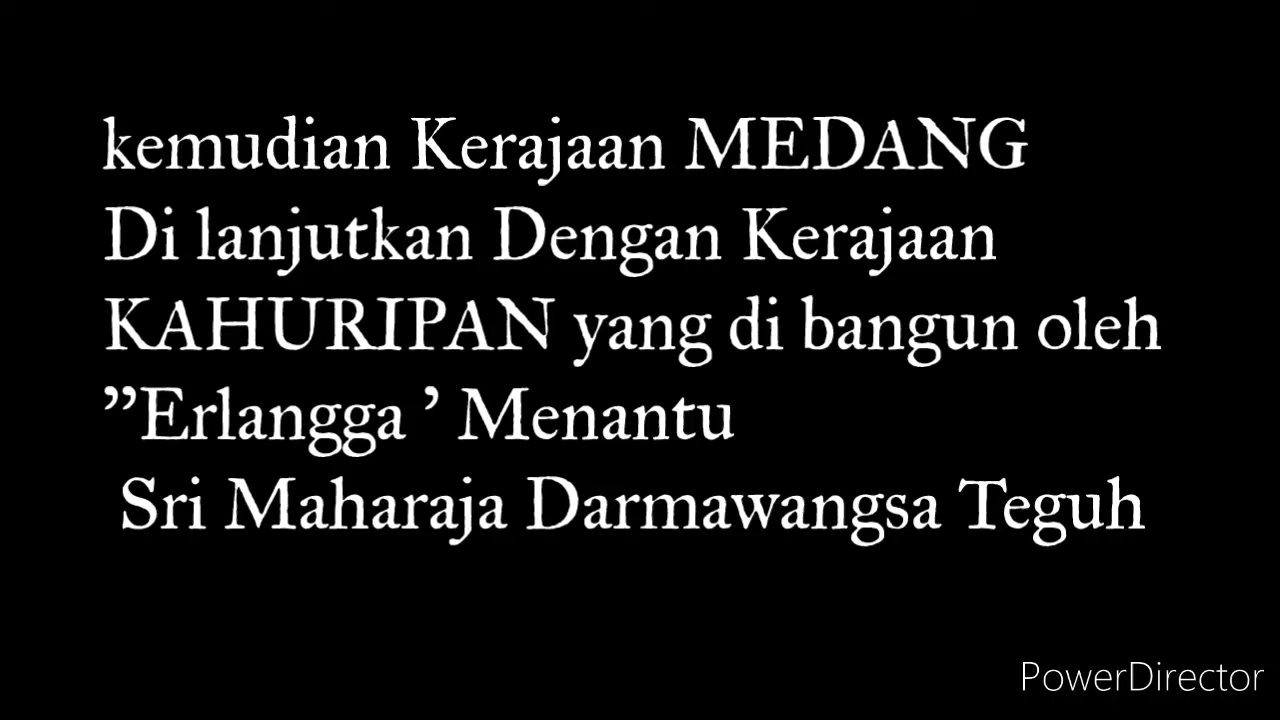 kemudian Kerajaan MEDANG
Di lanjutkan Dengan Kerajaan
KAHURIPAN yang di bangun oleh
”Erlangga ’ Menantu
Sri Maharaja Darmawangsa Teguh
PowerDirector